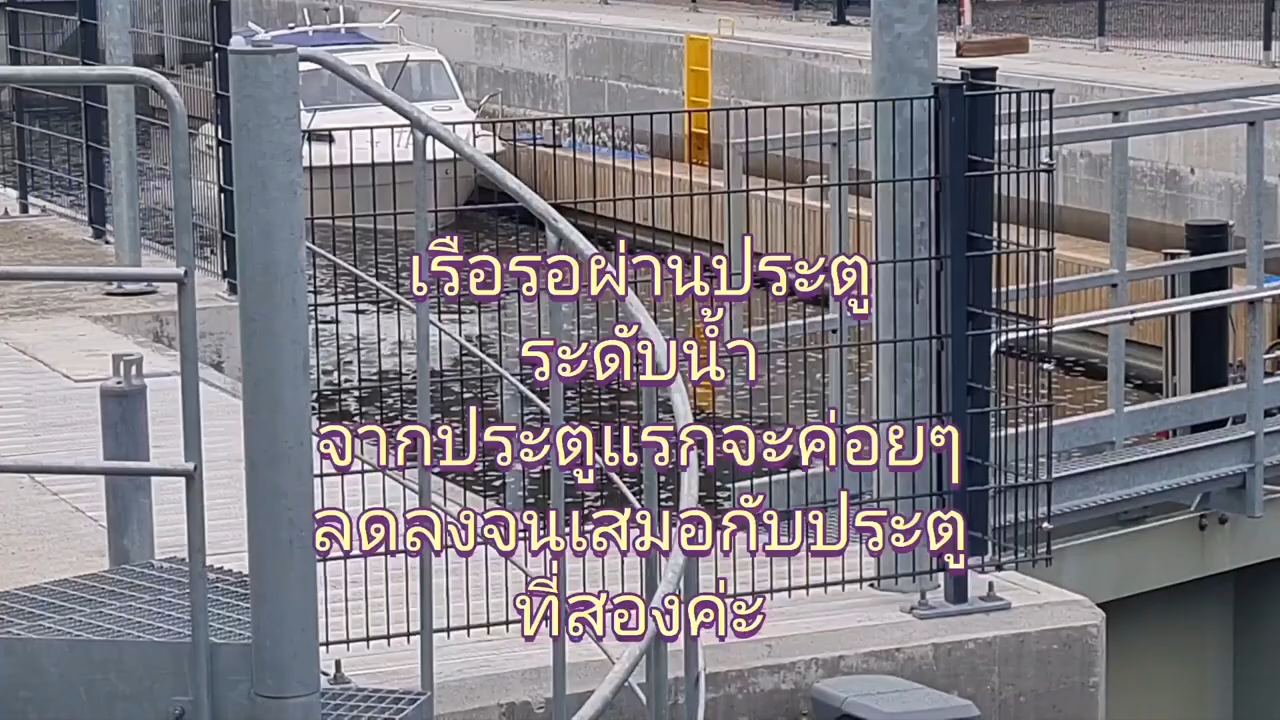 เรือรอผ่านประตู
ระดับน้ำ
จากประตูแรกจะค่อยๆ
ลดลงจนเสมอกับประตู
ที่สองค่ะ